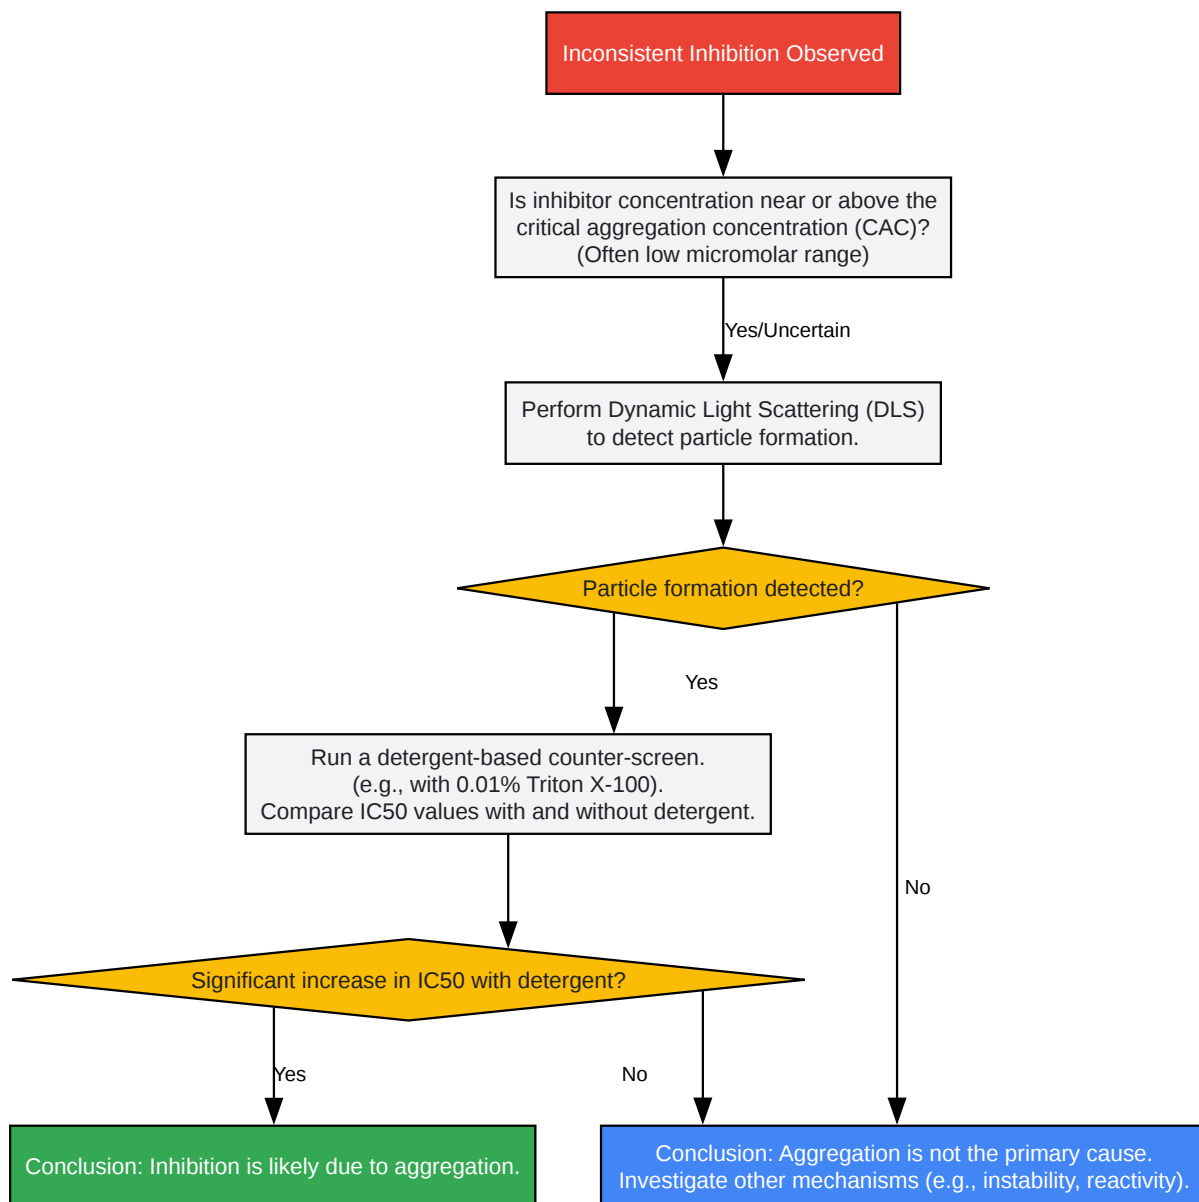 Inconsistent Inhibition Observed
Is inhibitor concentration near or above the
critical aggregation concentration (CAC)?
(Often low micromolar range)
Yes/Uncertain
Perform Dynamic Light Scattering (DLS)
to detect particle formation.
Particle formation detected?
Yes
Run a detergent-based counter-screen.
(e.g., with 0.01% Triton X-100).
Compare IC50 values with and without detergent.
No
Significant increase in IC50 with detergent?
Yes
No
Conclusion: Inhibition is likely due to aggregation.
Conclusion: Aggregation is not the primary cause.
Investigate other mechanisms (e.g., instability, reactivity).